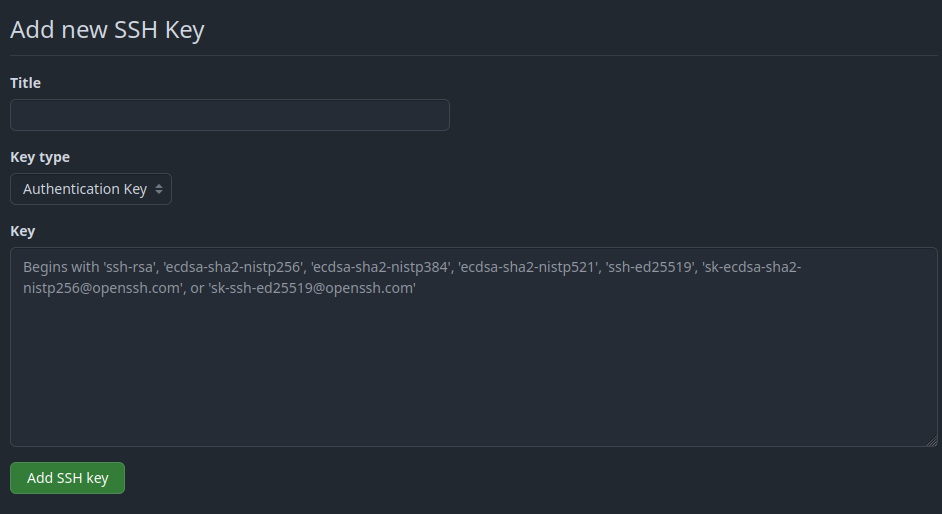 Add new SSH Key
Title
Key type
Authentication Key
Key
Begins with 'ssh-rsa', 'ecdsa-sha2-nistp256', 'ecdsa-sha2-nistp384', 'ecdsa-sha2-nistp521', 'ssh-ed25519', 'sk-ecdsa-sha2-
nistp256@openssh.com', or 'sk-ssh-ed25519@openssh.com'
Add SSH key